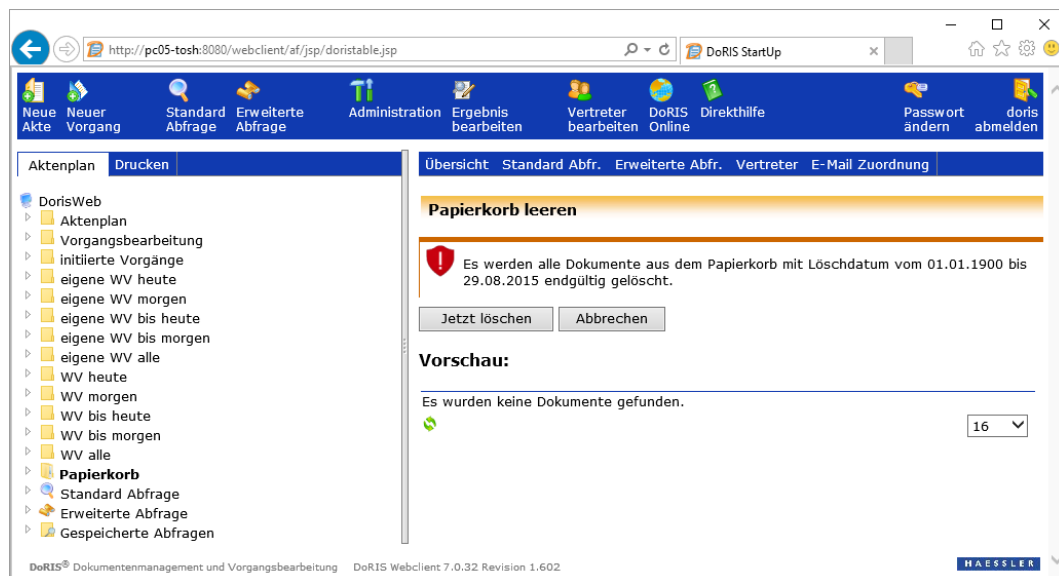 http://pc05-tosh:8080/webclient/af/jsp/doristable.jsp
DoRIS StartUp
Neue Akte
Neuer Vorgang
Standard Abfrage
Erweiterte Abfrage
Administration
Ergebnis bearbeiten
Vertreter bearbeiten
DoRIS Online
Direkthilfe
Passwort ändern
doris abmelden
Aktenplan Drucken
DorisWeb
Aktenplan
Vorgangsbearbeitung
initiierte Vorgänge
eigene WV heute
eigene WV morgen
eigene WV bis heute
eigene WV bis morgen
eigene WV alle
WV heute
WV morgen
WV bis heute
WV bis morgen
WV alle
Papierkorb
Standard Abfrage
Erweiterte Abfrage
Gespeicherte Abfragen
Übersicht Standard Abfr. Erweiterte Abfr. Vertreter E-Mail Zuordnung
Papierkorb leeren
Es werden alle Dokumente aus dem Papierkorb mit Löschdatum vom 01.01.1900 bis
29.08.2015 endgültig gelöscht.
Jetzt löschen Abbrechen
Vorschau:
Es wurden keine Dokumente gefunden.
16
DoRIS® Dokumentenmanagement und Vorgangsbearbeitung DoRIS Webclient 7.0.32 Revision 1.602
HAESSLER